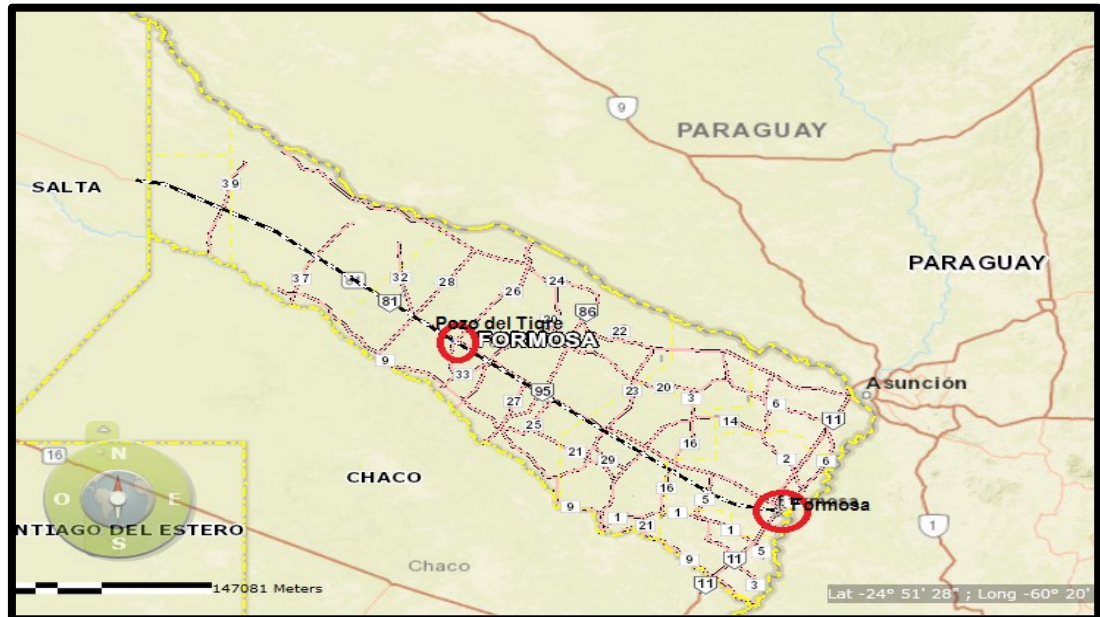 9
PARAGUAY
SALTA
39
PARAGUAY
37
32
28
24
81
26
86
Pozo del Tigre
FORMOSA
22
9
33
95
23
20
Asunción
27
3
6
11
25
14
16
21
29
2
6
16
CHACO
16
5
Formosa
9
1
21
1
1
5
1
9
11
11
3
N
O
E
S
NTIAGO DEL ESTERO
Chaco
147081 Meters
Lat -24° 51' 28" ; Long -60° 20'